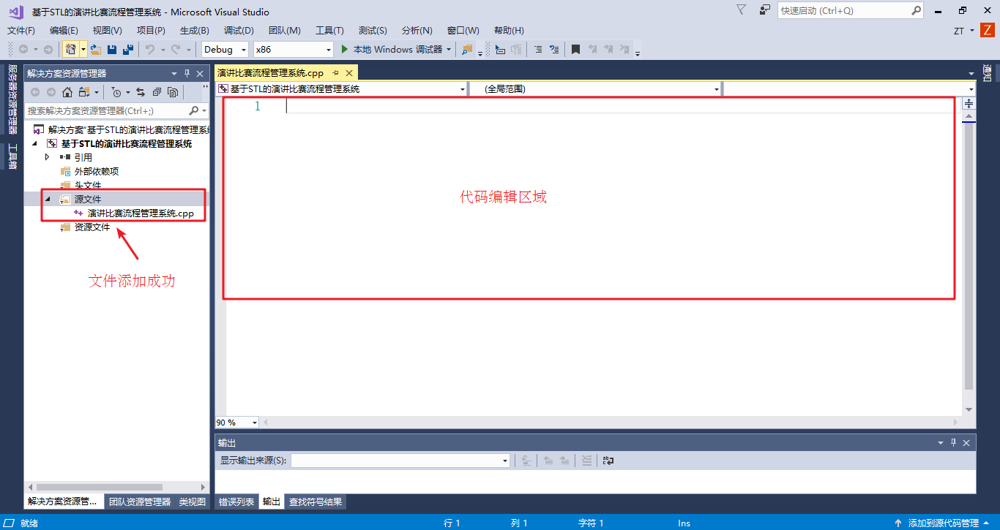 基于STL的演讲比赛流程管理系统 - Microsoft Visual Studio
快速启动 (Ctrl+Q)
文件(F) 编辑(E) 视图(V) 项目(P) 生成(B) 调试(D) 团队(M) 工具(T) 测试(S) 分析(N) 窗口(W) 帮助(H)
ZT
Z
Debug
x86
本地 Windows 调试器
服务器资源管理器
工具箱
解决方案资源管理器
搜索解决方案资源管理器(Ctrl+;)
解决方案"基于STL的演讲比赛流程管理系
基于STL的演讲比赛流程管理系统
引用
外部依赖项
头文件
源文件
演讲比赛流程管理系统.cpp
资源文件
文件添加成功
演讲比赛流程管理系统.cpp
基于STL的演讲比赛流程管理系统
(全局范围)
1
代码编辑区域
90 %
通知
输出
显示输出来源(S):
解决方案资源管... 团队资源管理器 类视图
错误列表 输出 查找符号结果
就绪
行 1
列 1
字符 1
Ins
添加到源代码管理